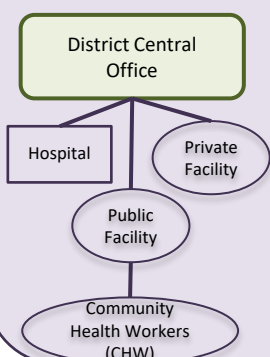 District Central
Office
Hospital
Private
Facility
Public
Facility
Community
Health Workers
(CHW)